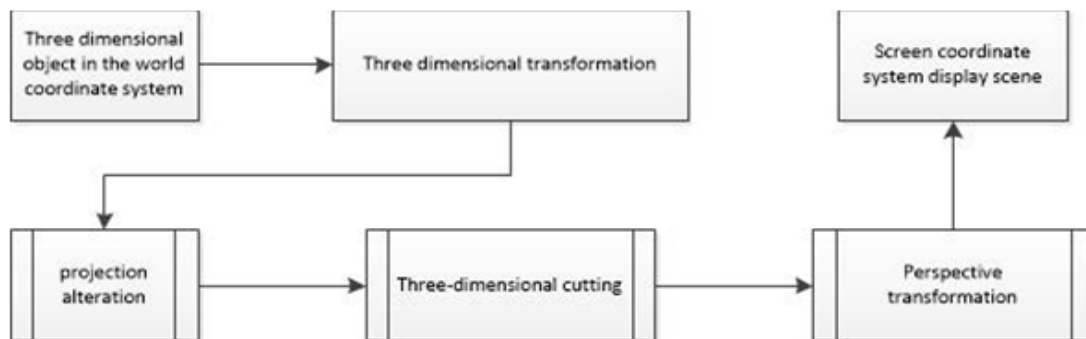 Three dimensional
object in the world
coordinate system
Three dimensional transformation
Screen coordinate
system display scene
projection
alteration
Three-dimensional cutting
Perspective
transformation